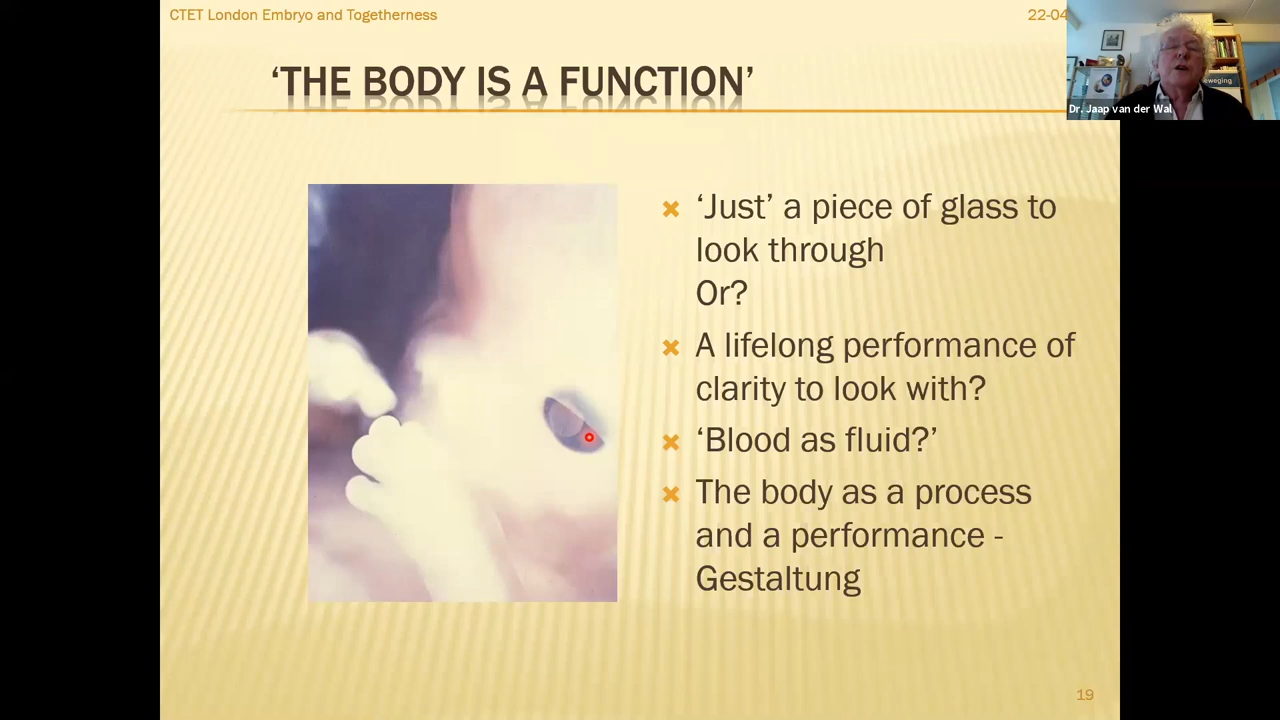 CTET London Embryo and Togetherness
22-04
‘THE BODY IS A FUNCTION’
Dr. Jaap van der Wal
eweging
‘Just’ a piece of glass to
look through
Or?
A lifelong performance of
clarity to look with?
‘Blood as fluid?’
The body as a process
and a performance -
Gestaltung
19